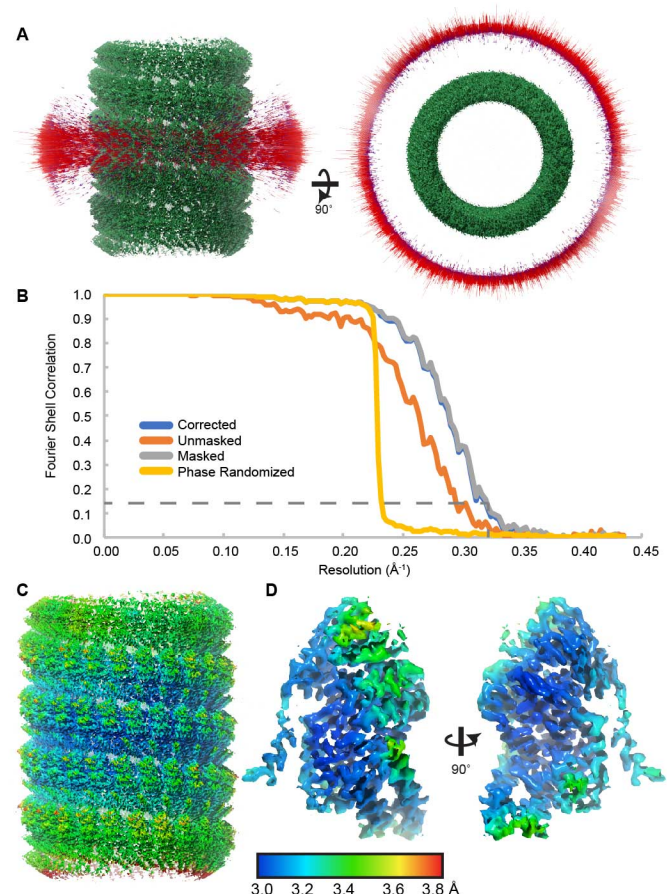 A
90°
B
Fourier Shell Correlation
1.0
0.9
0.8
0.7
0.6
0.5
0.4
0.3
0.2
0.1
0.0
Corrected
Unmasked
Masked
Phase Randomized
0.00 0.05 0.10 0.15 0.20 0.25 0.30 0.35 0.40 0.45
Resolution (Å⁻¹)
C
D
90°
3.0 3.2 3.4 3.6 3.8 Å